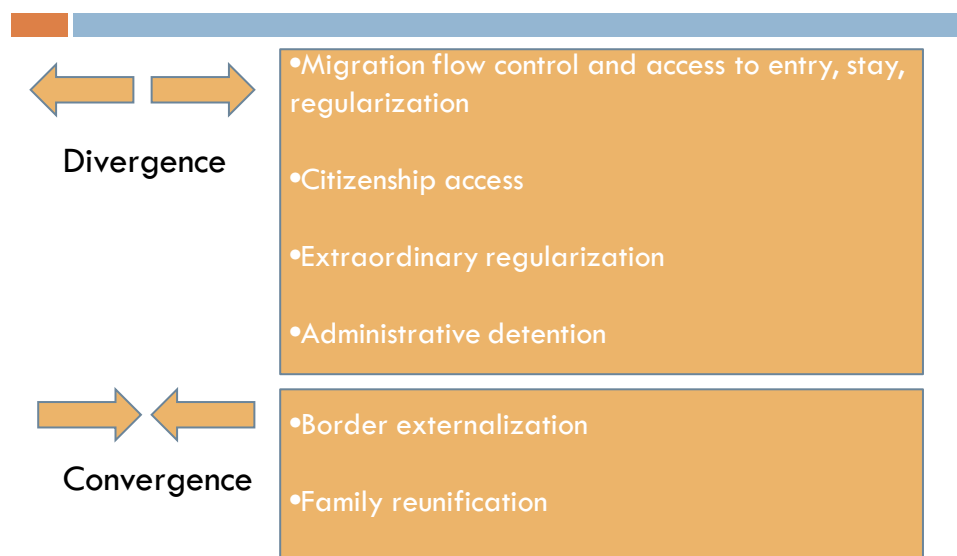 •Migration flow control and access to entry, stay,
regularization
Divergence
•Citizenship access
•Extraordinary regularization
•Administrative detention
•Border externalization
Convergence
•Family reunification